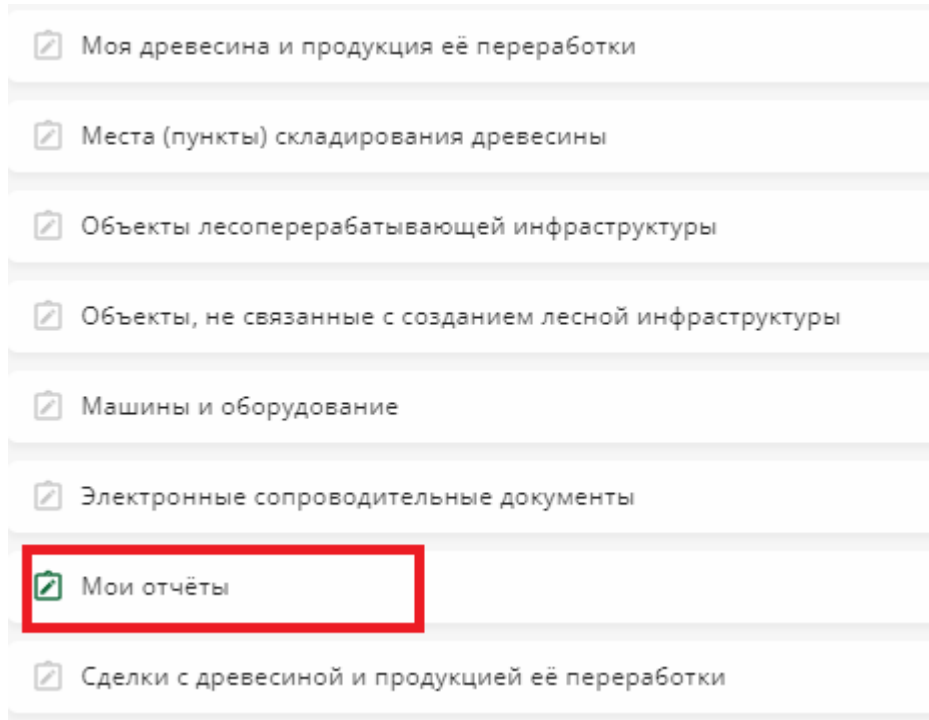 Моя древесина и продукция её переработки
Места (пункты) складирования древесины
Объекты лесоперерабатывающей инфраструктуры
Объекты, не связанные с созданием лесной инфраструктуры
Машины и оборудование
Электронные сопроводительные документы
Мои отчёты
Сделки с древесиной и продукцией её переработки